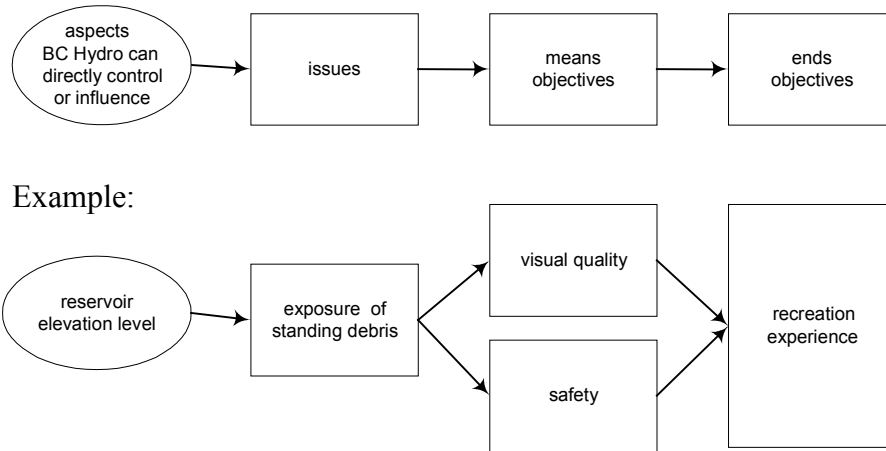 aspects
BC Hydro can
directly control
or influence
issues
means
objectives
ends
objectives
Example:
reservoir
elevation level
exposure of
standing debris
visual quality
safety
recreation
experience